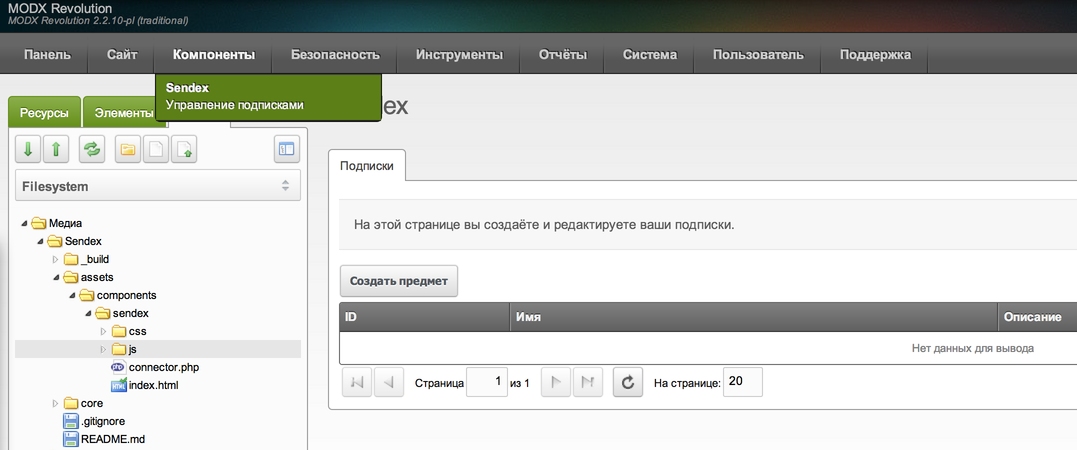 MODX Revolution
MODX Revolution 2.2.10-pl (traditional)
Панель Сайт Компоненты Безопасность Инструменты Отчёты Система Пользователь Поддержка
Sendex
Управление подписками
dex
Ресурсы Элементы
Подписки
Filesystem
На этой странице вы создаёте и редактируете ваши подписки.
Медиа
Sendex
_build
assets
components
sendex
css
js
connector.php
index.html
core
.gitignore
README.md
Создать предмет
ID Имя Описание
Нет данных для вывода
Страница 1 из 1 На странице: 20